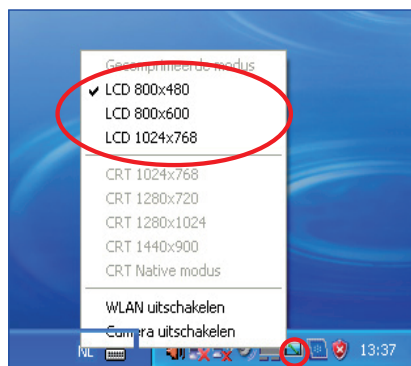 Gecomprimeerde modus
LCD 800x480
LCD 800x600
LCD 1024x768
CRT 1024x768
CRT 1280x720
CRT 1280x1024
CRT 1440x900
CRT Native modus
WLAN uitschakelen
Camera uitschakelen
NL
13:37